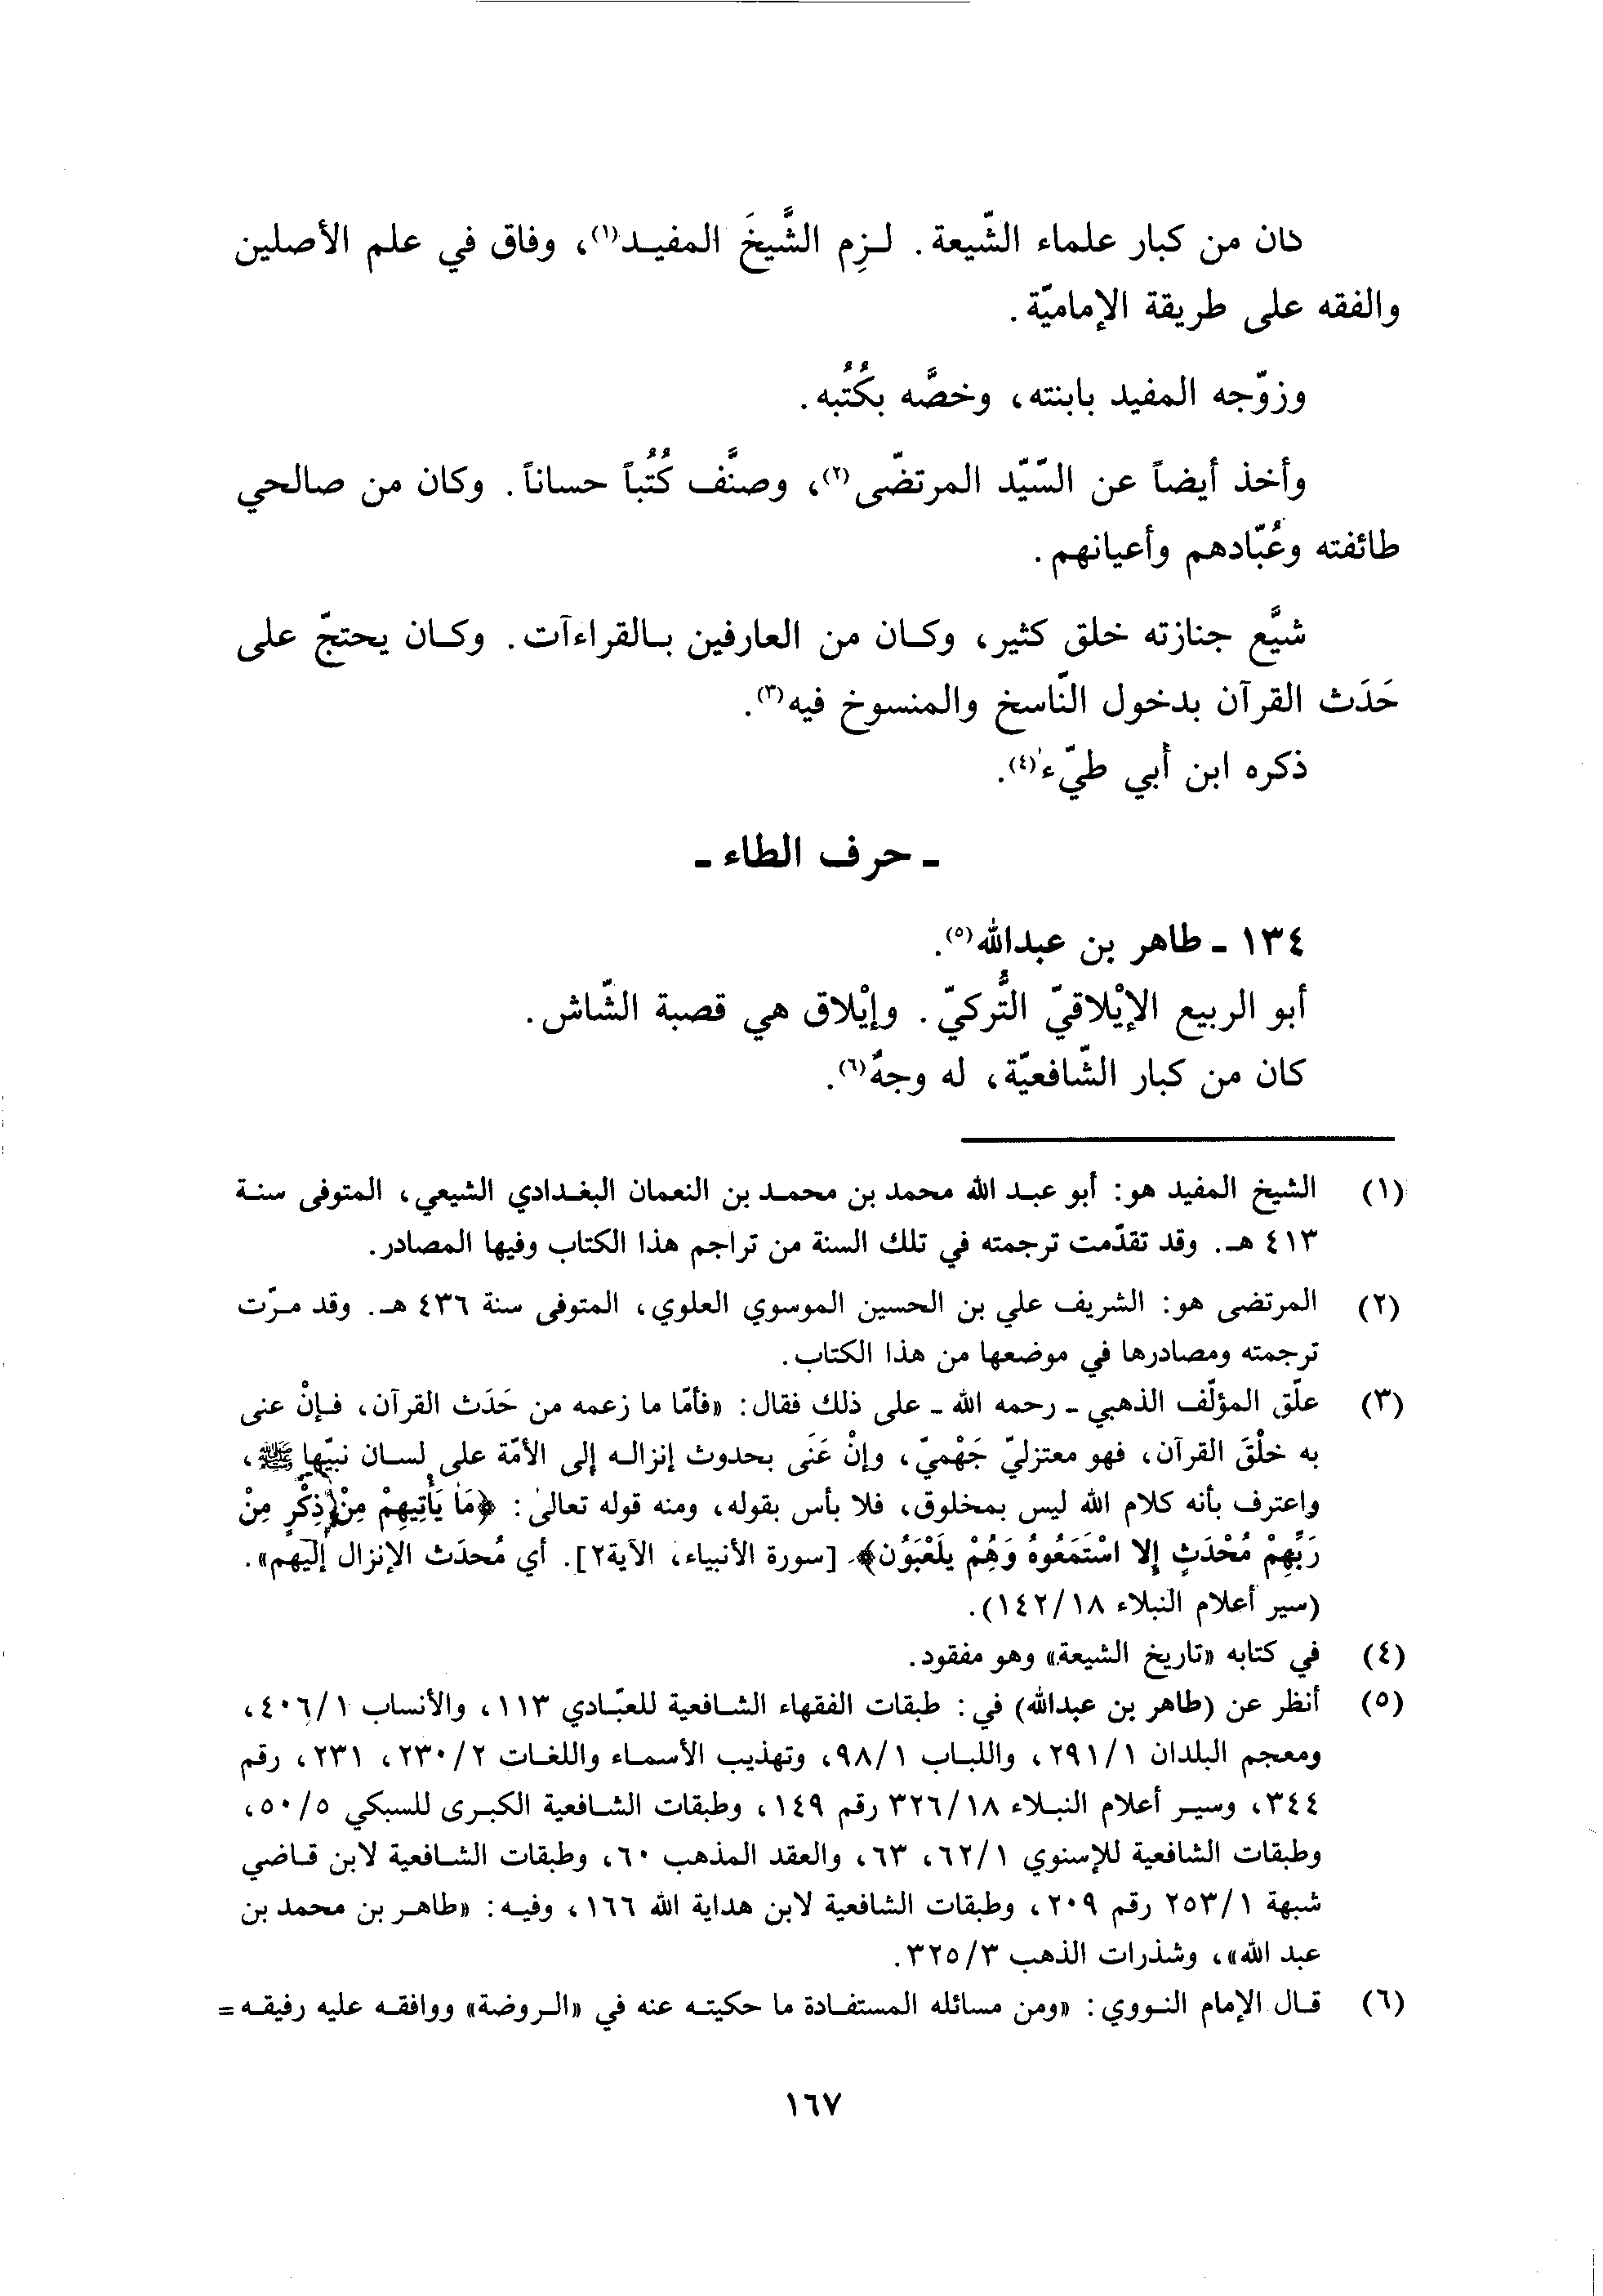 كان من كبار علماء الشّيعة. لـزِم الشَّيخَ المفيـد(١)، وفاق في علم الأصلين
والفقه على طريقة الإماميّة.
وزوّجه المفيد بابنته، وخصَّه بكُتُبه.
وأخذ أيضاً عن السّيّد المرتضّى(٢)، وصنَّف كُتُباً حساناً. وكان من صالحي
طائفته وعُبّادهم وأعيانهم.
شيَّع جنازته خلق كثير، وكـان من العارفين بـالقراءآت. وكـان يحتجّ على
حَدَث القرآن بدخول النّاسخ والمنسوخ فيه(٣).
ذكره ابن أبي طيّء(٤).
ـ حرف الطاء ـ
١٣٤ ـ طاهر بن عبدالله(٥).
أبو الربيع الإيْلاقيّ التُّركيّ. وإيْلاق هي قصبة الشّاش.
كان من كبار الشّافعيّة، له وجهٌ(٦).
(١) الشيخ المفيد هو: أبو عبـد الله محمد بن محمـد بن النعمان البغـدادي الشيعي، المتوفى سنـة
٤١٣ هـ. وقد تقدّمت ترجمته في تلك السنة من تراجم هذا الكتاب وفيها المصادر.
(٢) المرتضى هو: الشريف علي بن الحسين الموسوي العلوي، المتوفى سنة ٤٣٦ هـ. وقد مـرّت
ترجمته ومصادرها في موضعها من هذا الكتاب.
(٣) علّق المؤلّف الذهبي ـ رحمه الله ـ على ذلك فقال: «فأمّا ما زعمه من حَدَث القرآن، فـإنْ عنى
به خلْقَ القرآن، فهو معتزليّ جَهْميّ، وإنْ عَنَى بحدوث إنزالـه إلى الأمّة على لسـان نبيّها ﷺ،
واعترف بأنه كلام الله ليس بمخلوق، فلا بأس بقوله، ومنه قوله تعالى: ﴿مَا يَأْتِيهِمْ مِنْ ذِكْرٍ مِنْ
رَبِّهِمْ مُحْدَثٍ إِلا اسْتَمَعُوهُ وَهُمْ يلَعْبَوُن﴾. [سورة الأنبياء، الآية٢]. أي مُحدَث الإنزال إليهم».
(سير أعلام النبلاء ١٤٢/١٨).
(٤) في كتابه «تاريخ الشيعة» وهو مفقود.
(٥) أنظر عن (طاهر بن عبدالله) في: طبقات الفقهاء الشـافعية للعبّـادي ١١٣، والأنساب ٤٠٦/١،
ومعجم البلدان ٢٩١/١، واللبـاب ٩٨/١، وتهذيب الأسمـاء واللغـات ٢٣٠/٢، ٢٣١، رقم
٣٤٤، وسيـر أعلام النبـلاء ٣٢٦/١٨ رقم ١٤٩، وطبقات الشـافعية الكبـرى للسبكي ٥٠/٥،
وطبقات الشافعية للإسنوي ٦٢/١، ٦٣، والعقد المذهب ٦٠، وطبقات الشـافعية لابن قـاضي
شبهة ٢٥٣/١ رقم ٢٠٩، وطبقات الشافعية لابن هداية الله ١٦٦، وفيـه: «طاهـر بن محمـد بن
عبد الله»، وشذرات الذهب ٣٢٥/٣.
(٦) قـال الإمام النـووي: «ومن مسائله المستفـادة ما حكيتـه عنه في «الـروضة» ووافقـه عليه رفيقـه =
١٦٧